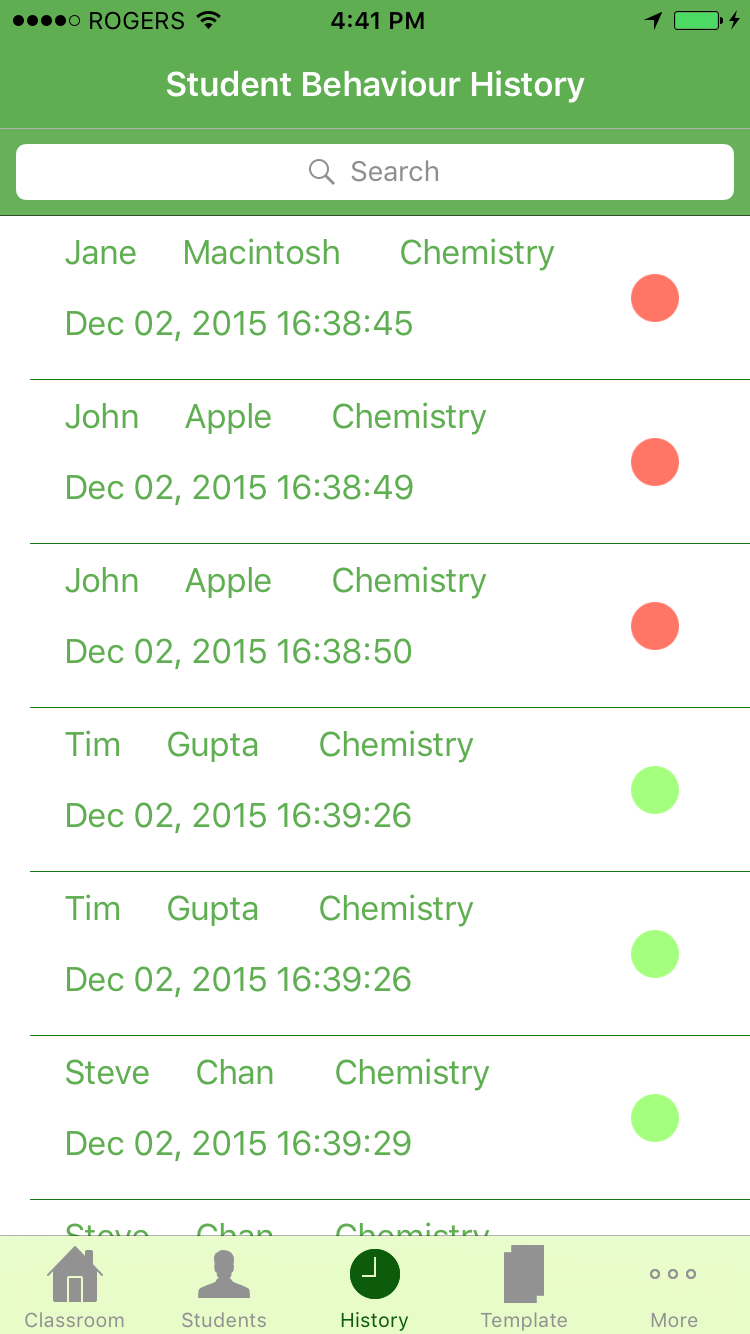 ROGERS 4:41 PM
Student Behaviour History
Search
Jane Macintosh Chemistry
Dec 02, 2015 16:38:45
John Apple Chemistry
Dec 02, 2015 16:38:49
John Apple Chemistry
Dec 02, 2015 16:38:50
Tim Gupta Chemistry
Dec 02, 2015 16:39:26
Tim Gupta Chemistry
Dec 02, 2015 16:39:26
Steve Chan Chemistry
Dec 02, 2015 16:39:29
Steve Chan Chemistry
Classroom Students History Template More